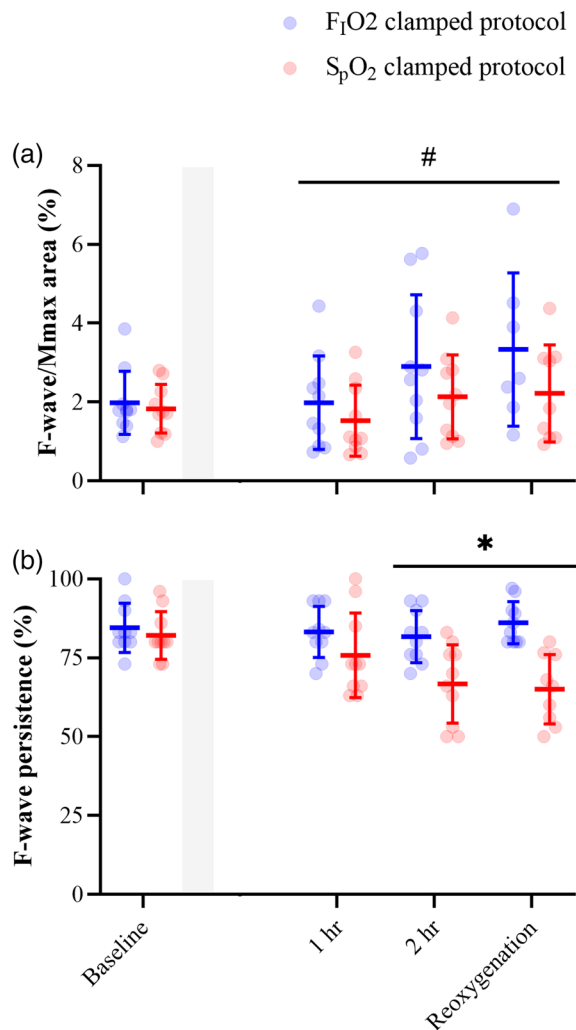 FIO2 clamped protocol
SpO2 clamped protocol
(a)
#
F-wave/Mmax area (%)
8
6
4
2
0
(b)
*
F-wave persistence (%)
100
75
50
25
0
Baseline
1 hr
2 hr
Reoxygenation